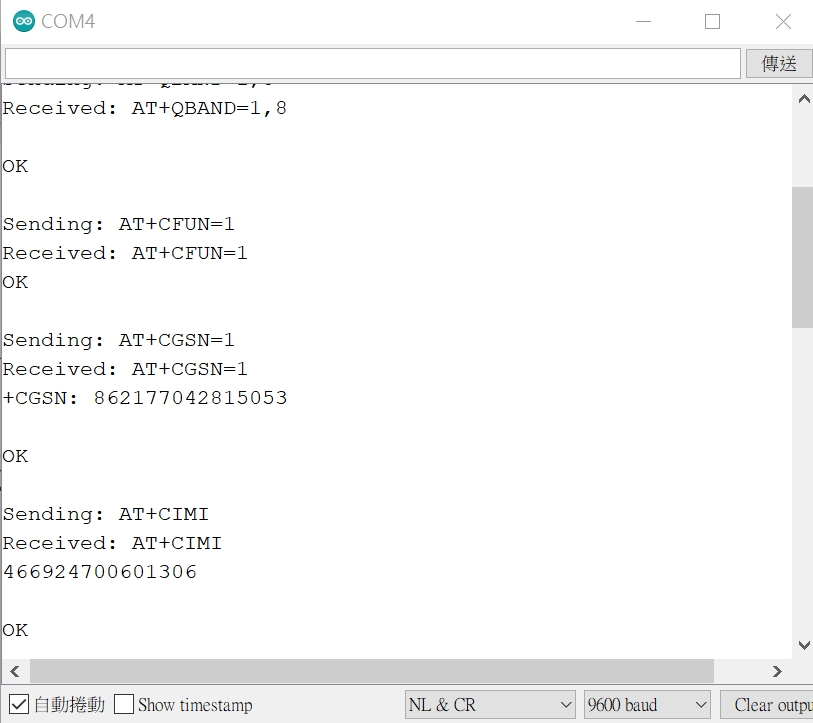 COM4
傳送
Received: AT+QBAND=1,8
OK
Sending: AT+CFUN=1
Received: AT+CFUN=1
OK
Sending: AT+CGSN=1
Received: AT+CGSN=1
+CGSN: 862177042815053
OK
Sending: AT+CIMI
Received: AT+CIMI
466924700601306
OK
自動捲動 Show timestamp NL & CR 9600 baud Clear outpu